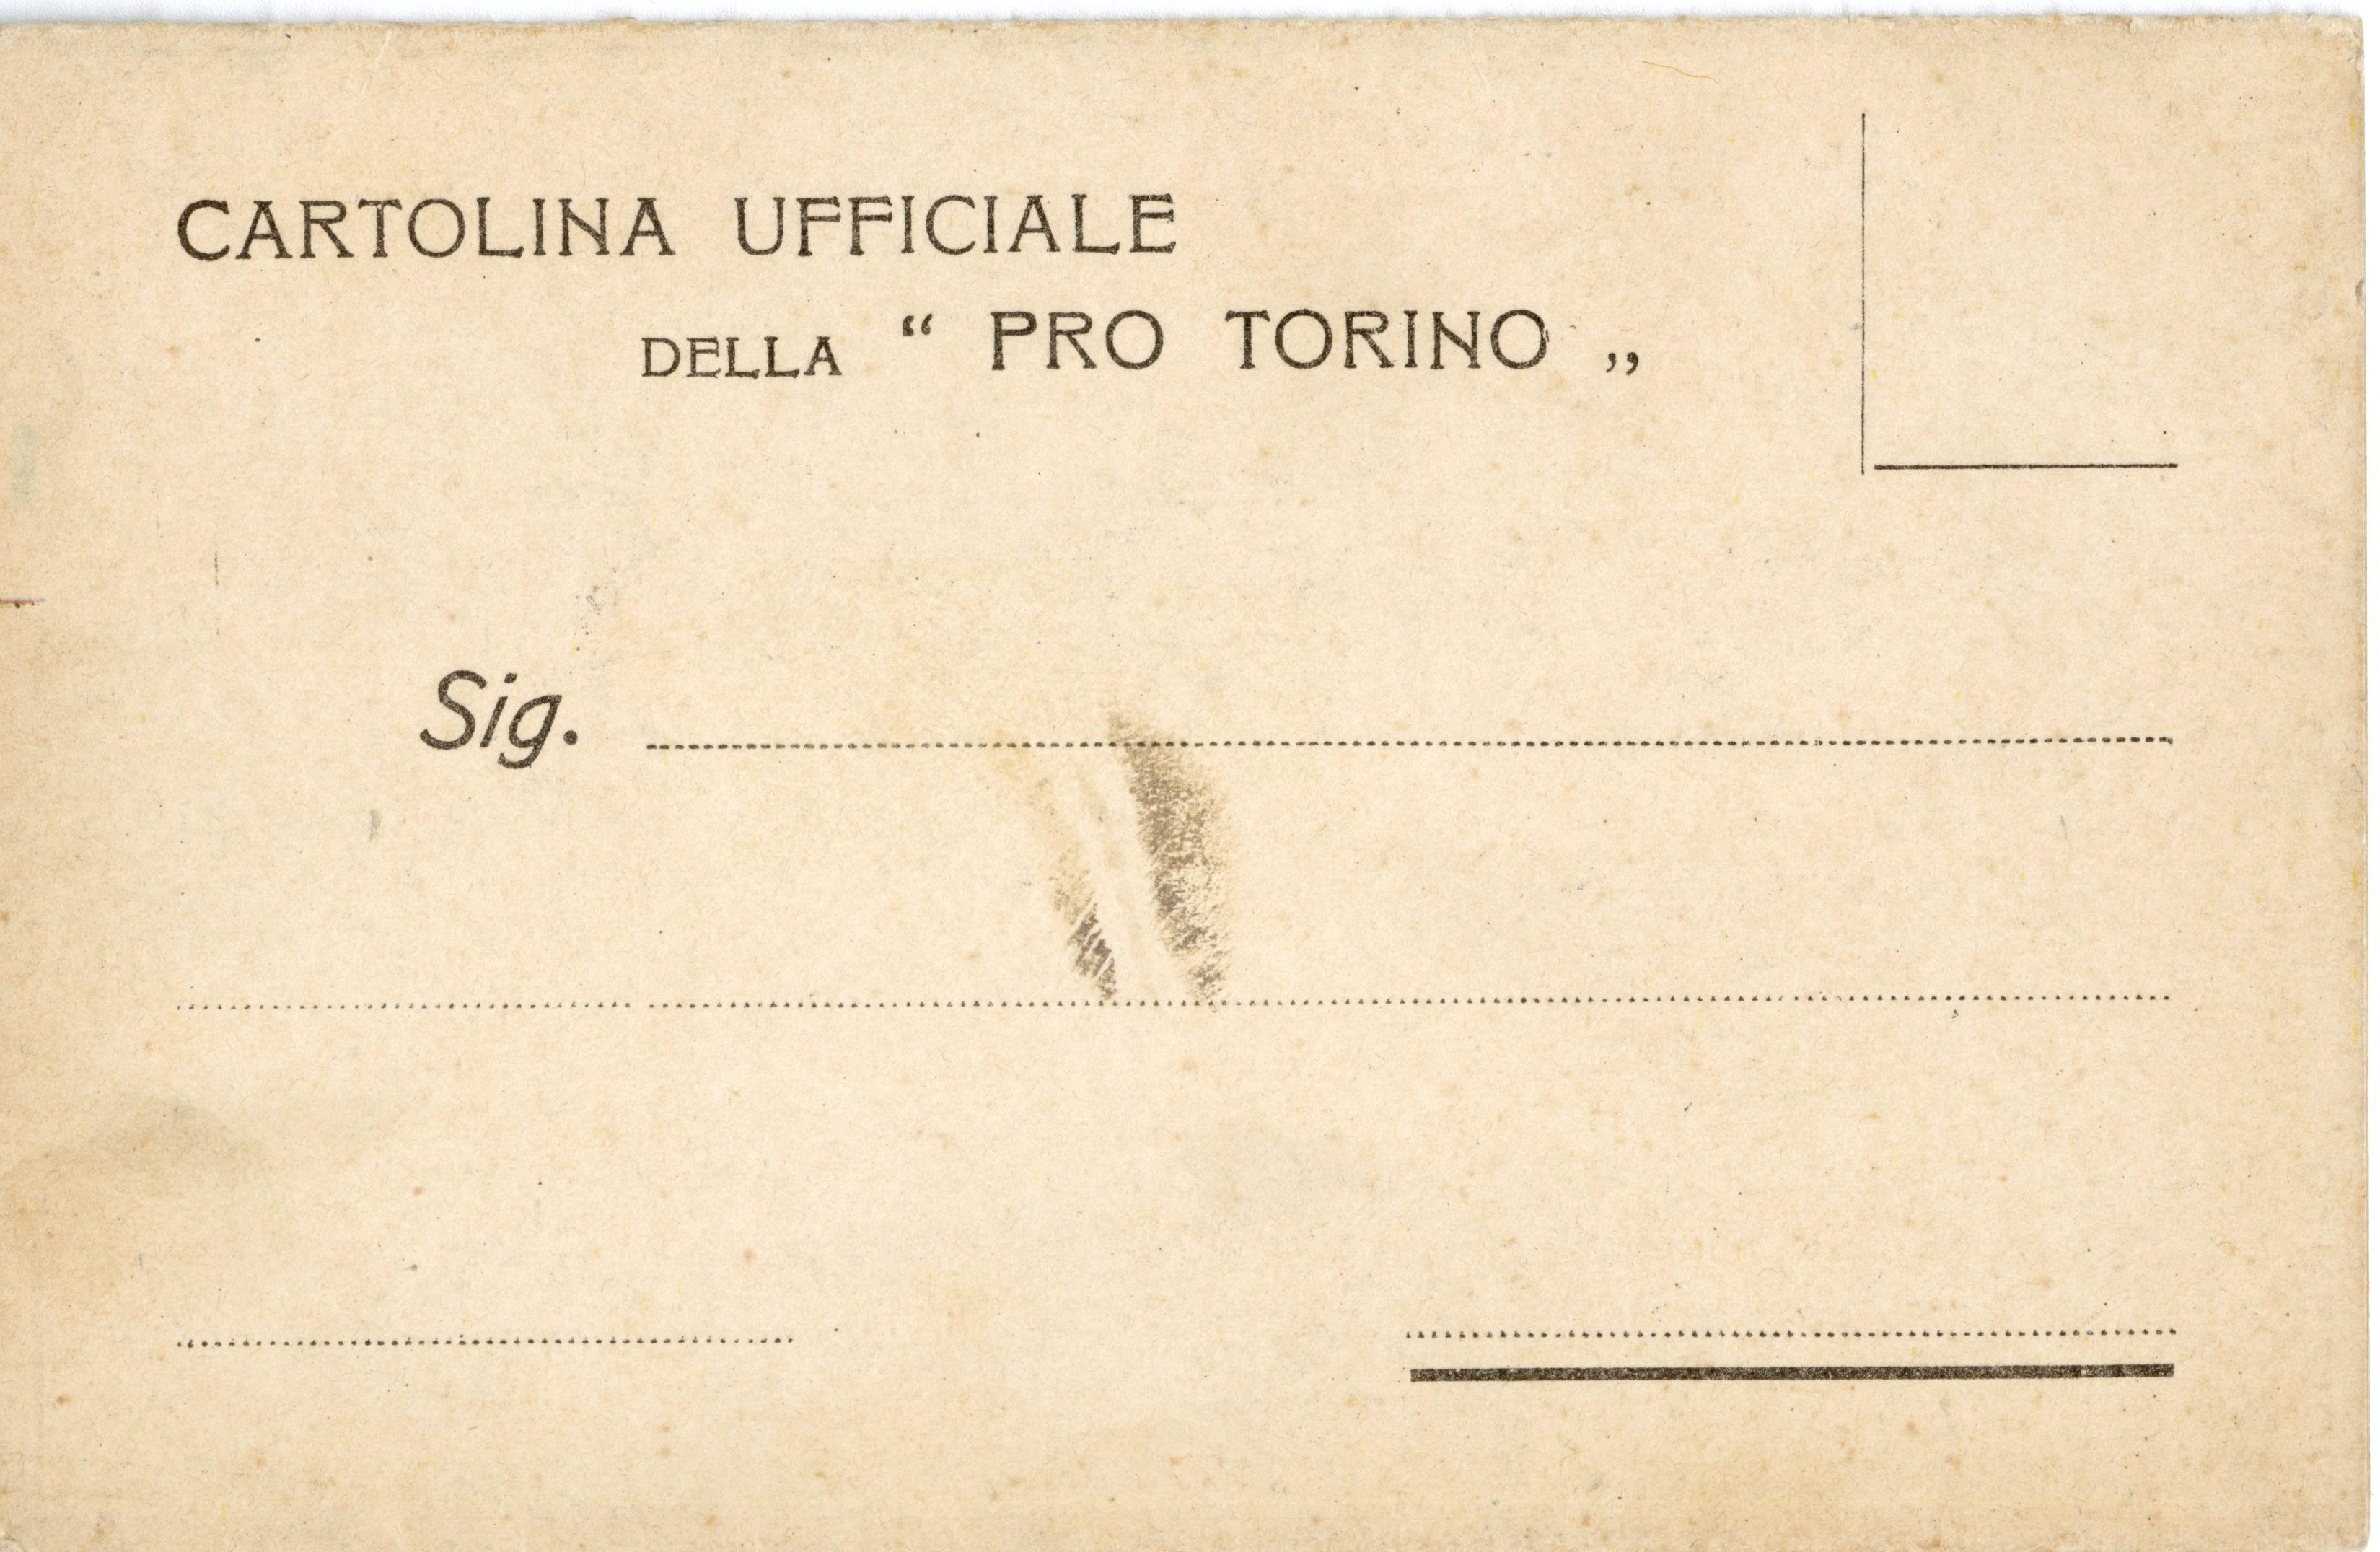 CARTOLINA UFFICIALE
DELLA “ PRO TORINO „
Sig.